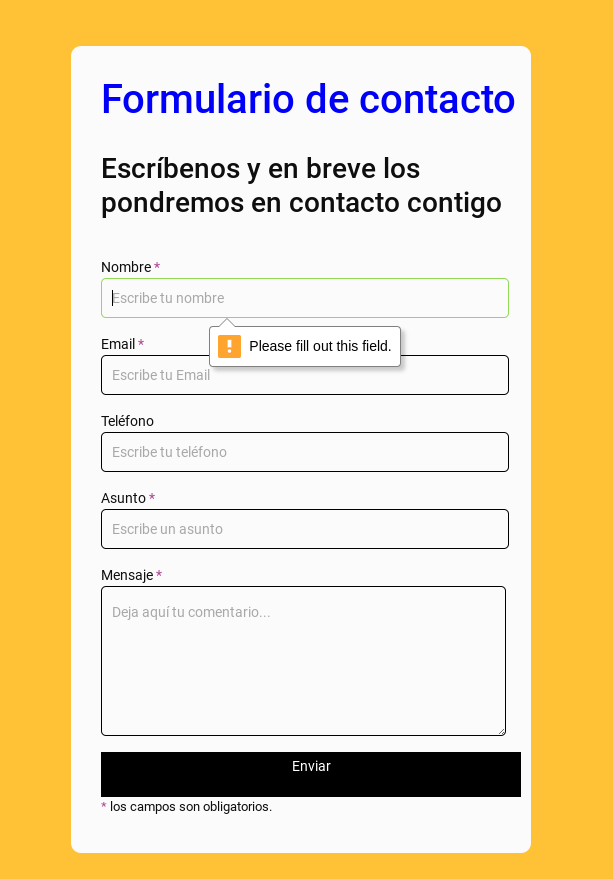 Formulario de contacto
Escríbenos y en breve los
pondremos en contacto contigo
Nombre *
Escribe tu nombre
Please fill out this field.
Email *
Escribe tu Email
Teléfono
Escribe tu teléfono
Asunto *
Escribe un asunto
Mensaje *
Deja aquí tu comentario...
Enviar
* los campos son obligatorios.